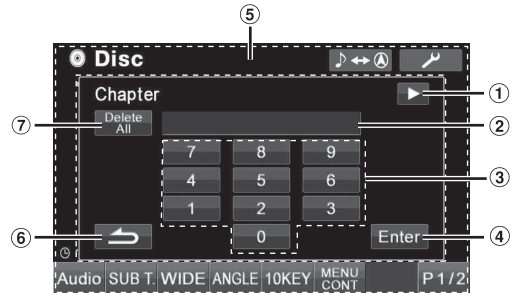 ⑤
Disc
Chapter
①
⑦
Delete
All
②
7 8 9
4 5 6
③
1 2 3
⑥
0
Enter
④
Audio SUB T. WIDE ANGLE 10KEY MENU CONT P1/2